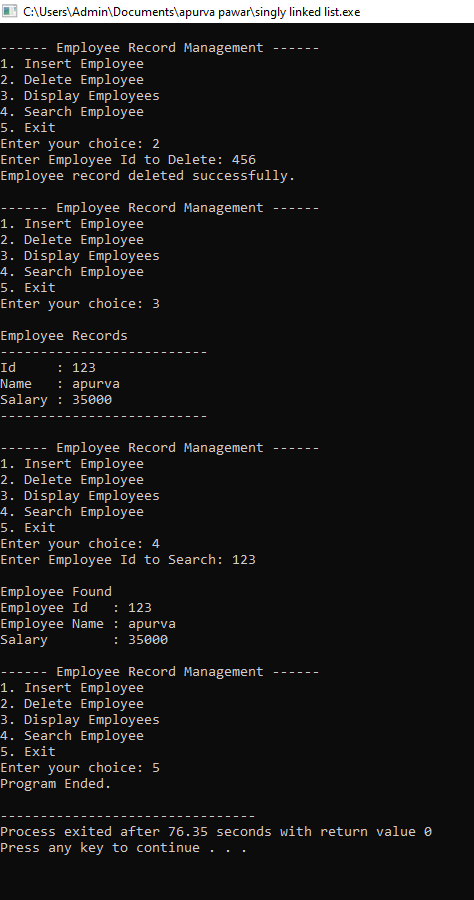 C:\Users\Admin\Documents\apurva pawar\singly linked list.exe
------ Employee Record Management ------
1. Insert Employee
2. Delete Employee
3. Display Employees
4. Search Employee
5. Exit
Enter your choice: 2
Enter Employee Id to Delete: 456
Employee record deleted successfully.
------ Employee Record Management ------
1. Insert Employee
2. Delete Employee
3. Display Employees
4. Search Employee
5. Exit
Enter your choice: 3
Employee Records
--------------------------
Id     : 123
Name   : apurva
Salary : 35000
--------------------------
------ Employee Record Management ------
1. Insert Employee
2. Delete Employee
3. Display Employees
4. Search Employee
5. Exit
Enter your choice: 4
Enter Employee Id to Search: 123
Employee Found
Employee Id   : 123
Employee Name : apurva
Salary        : 35000
------ Employee Record Management ------
1. Insert Employee
2. Delete Employee
3. Display Employees
4. Search Employee
5. Exit
Enter your choice: 5
Program Ended.
--------------------------------
Process exited after 76.35 seconds with return value 0
Press any key to continue . . .